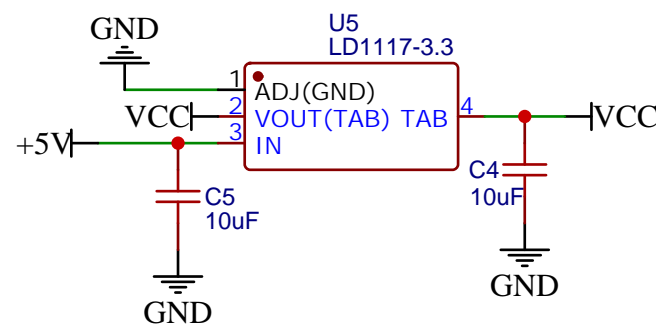 GND
U5
LD1117-3.3
1
ADJ(GND)
VCC
2
VOUT(TAB)
TAB
4
VCC
+5V
3
IN
C5
10uF
C4
10uF
GND
GND